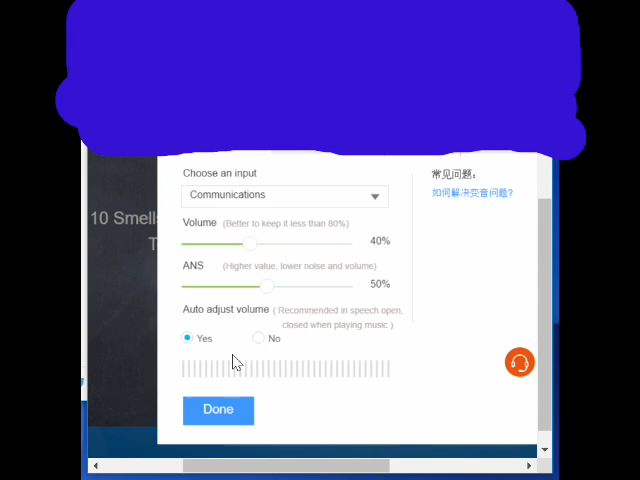 Choose an input
Communications
Volume (Better to keep it less than 80%)
40%
ANS (Higher value, lower noise and volume)
50%
Auto adjust volume ( Recommended in speech open,
closed when playing music )
Yes No
Done
常见问题：
如何解决变音问题?
10 Smells
T